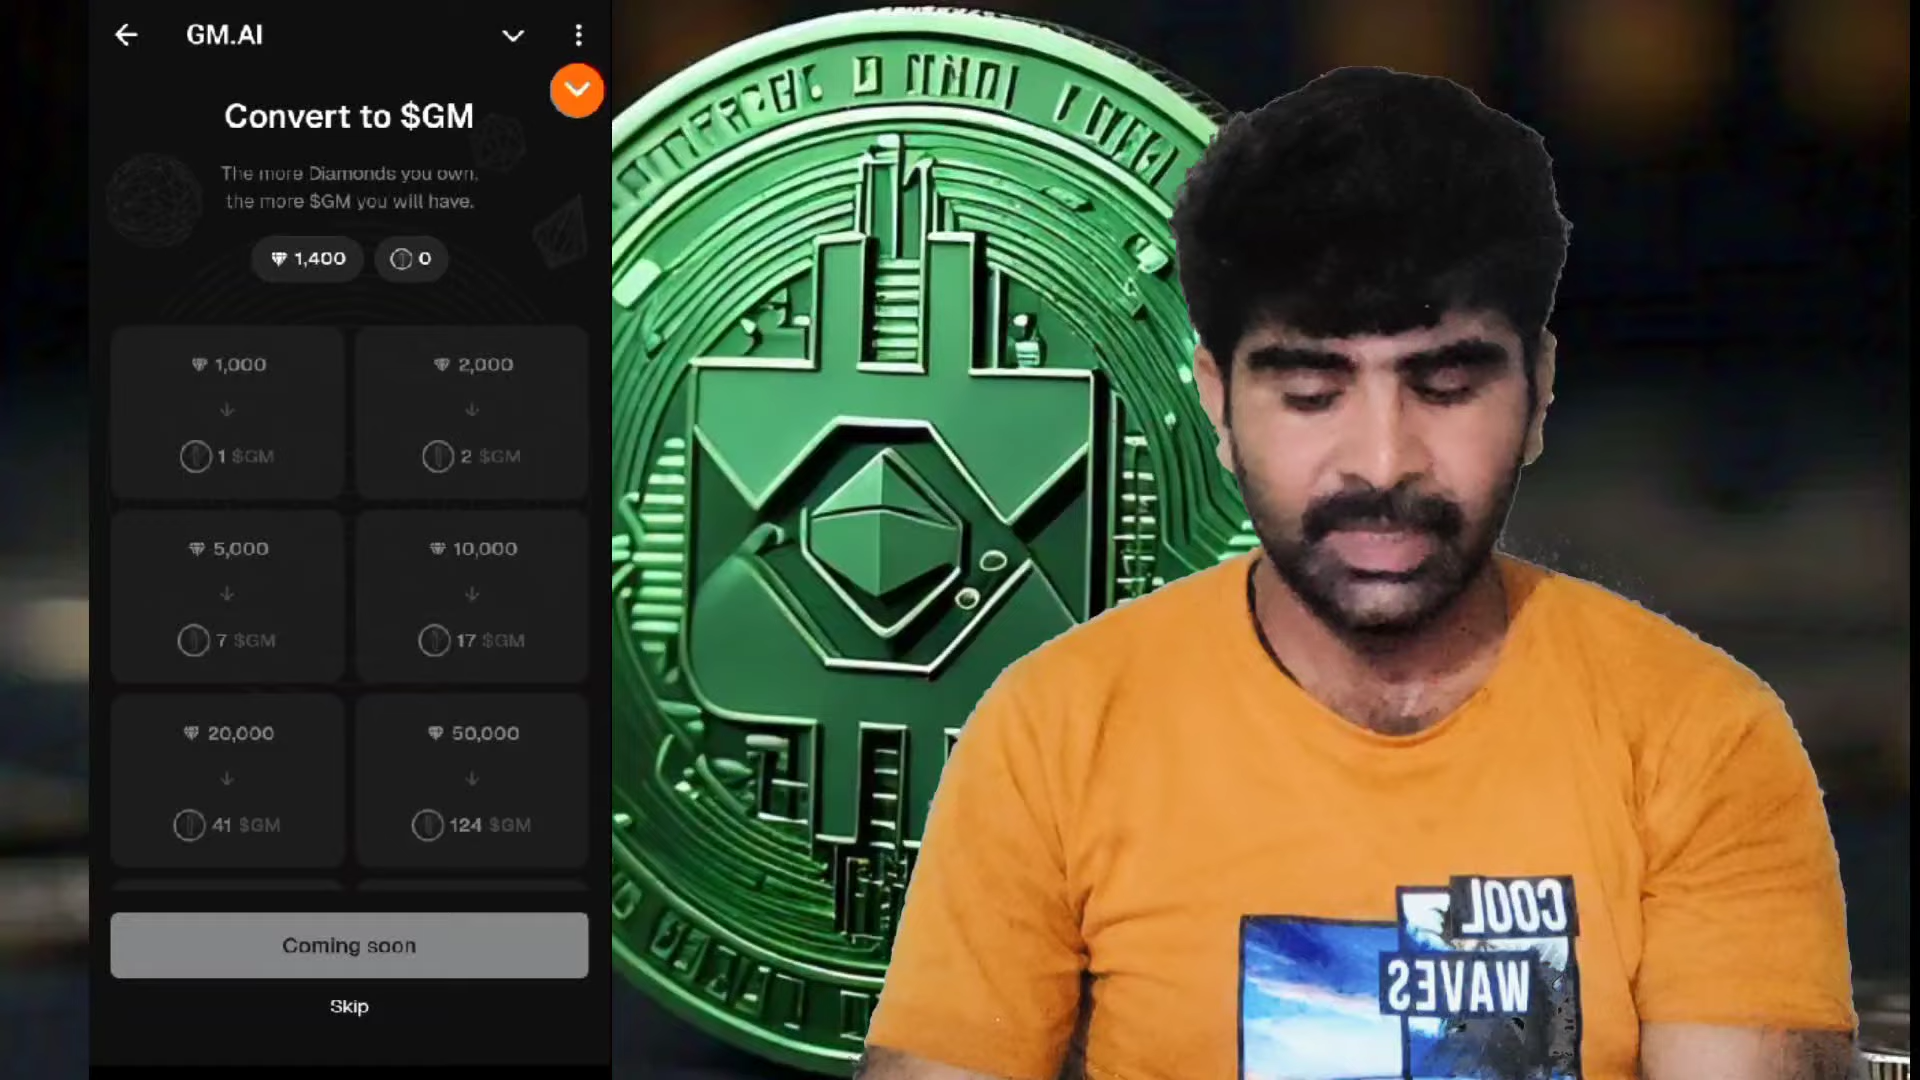 GM.AI
Convert to $GM
The more Diamonds you own,
the more $GM you will have.
1,400 0
1,000 2,000
1 $GM 2 $GM
5,000 10,000
7 $GM 17 $GM
20,000 50,000
41 $GM 124 $GM
Coming soon
Skip
COOL
WAVES